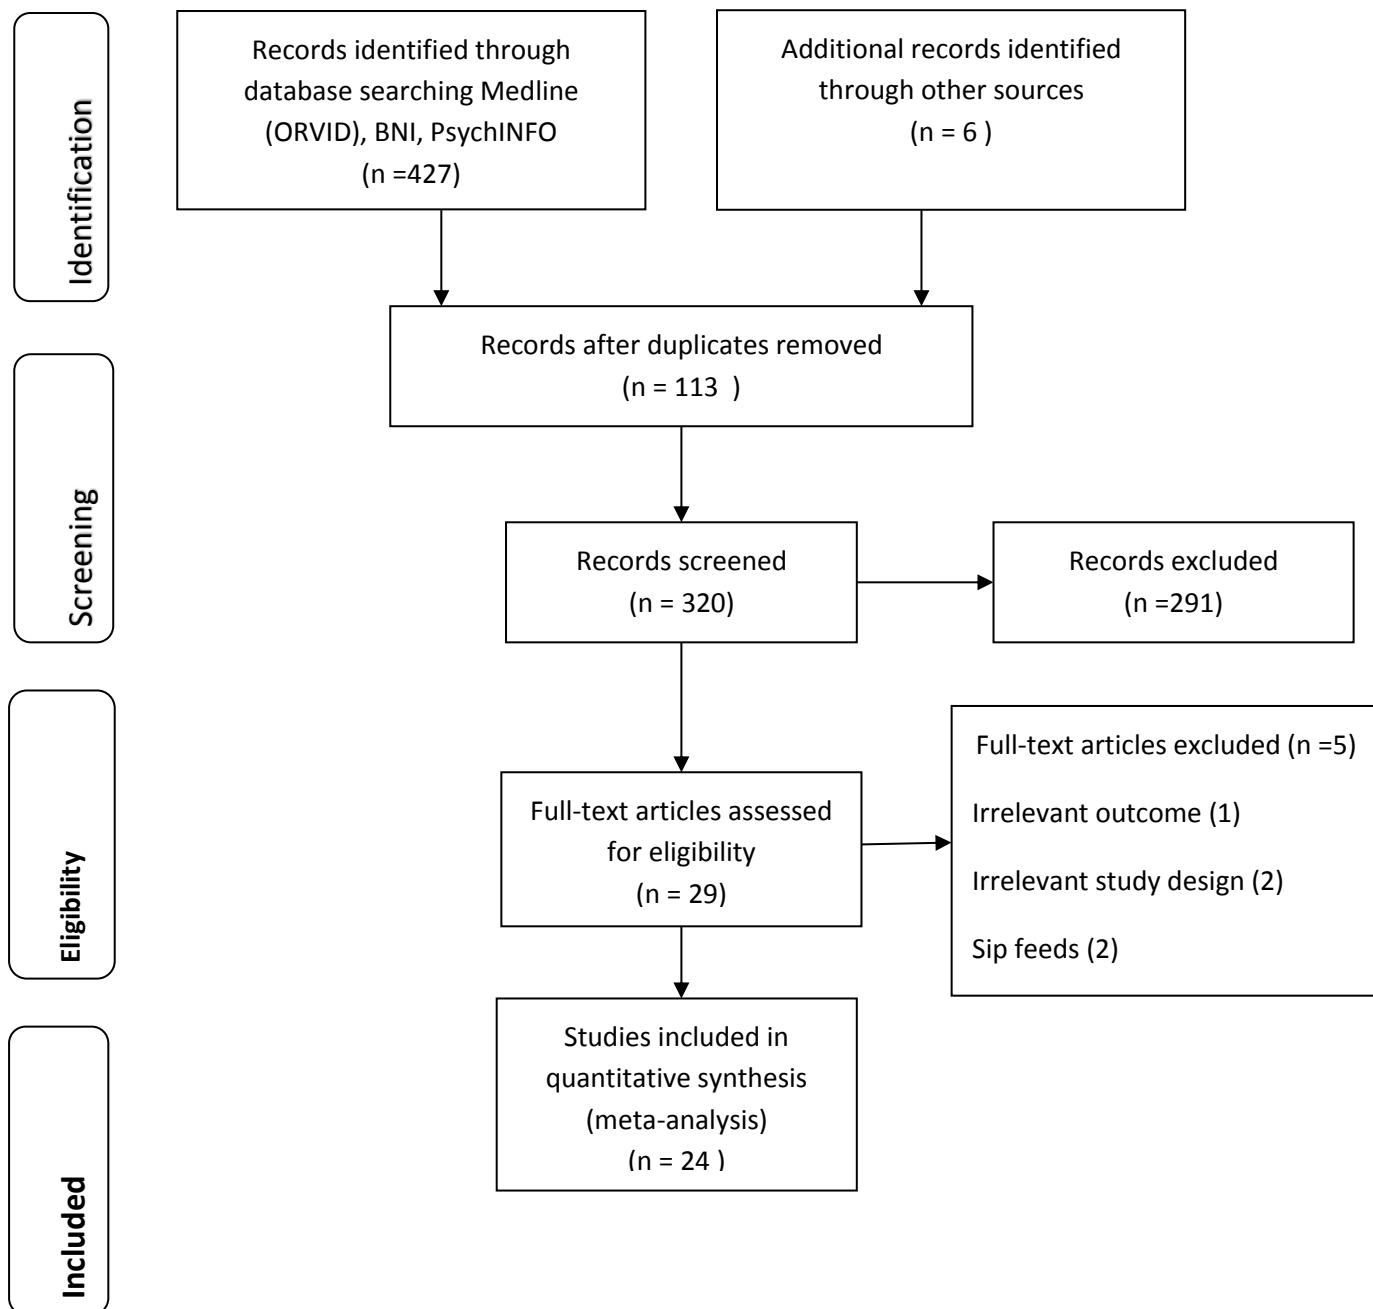 Identification
Records identified through
database searching Medline
(ORVID), BNI, PsychINFO
(n =427)
Additional records identified
through other sources
(n = 6 )
Records after duplicates removed
(n = 113  )
Screening
Records screened
(n = 320)
Records excluded
(n =291)
Eligibility
Full-text articles assessed
for eligibility
(n = 29)
Full-text articles excluded (n =5)
Irrelevant outcome (1)
Irrelevant study design (2)
Sip feeds (2)
Included
Studies included in
quantitative synthesis
(meta-analysis)
(n = 24 )